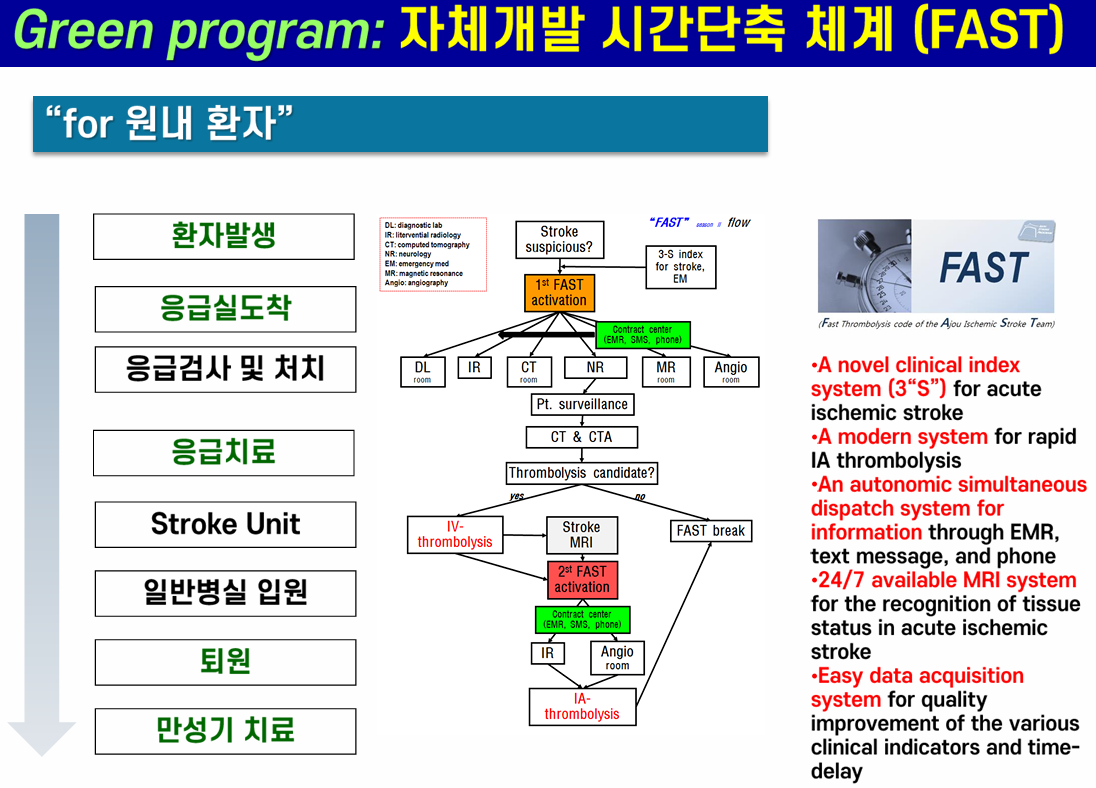 Green program: 자체개발 시간단축 체계 (FAST)
“for 원내 환자”
환자발생
응급실도착
응급검사 및 처치
응급치료
Stroke Unit
일반병실 입원
퇴원
만성기 치료
DL: diagnostic lab
IR: litervential radiology
CT: computed tomography
NR: neurology
EM: emergency med
MR: magnetic resonance
Angio: angiography
“FAST” season II flow
Stroke
suspicious?
3-S index
for stroke,
EM
1st FAST
activation
Contract center
(EMR, SMS, phone)
DL
room
IR
CT
room
NR
MR
room
Angio
room
Pt. surveillance
CT & CTA
Thrombolysis candidate?
yes
no
IV-
thrombolysis
Stroke
MRI
FAST break
2st FAST
activation
Contract center
(EMR, SMS, phone)
IR
Angio
room
IA-
thrombolysis
FAST
(Fast Thrombolysis code of the Ajou Ischemic Stroke Team)
•A novel clinical index
system (3“S”) for acute
ischemic stroke
•A modern system for rapid
IA thrombolysis
•An autonomic simultaneous
dispatch system for
information through EMR,
text message, and phone
•24/7 available MRI system
for the recognition of tissue
status in acute ischemic
stroke
•Easy data acquisition
system for quality
improvement of the various
clinical indicators and time-
delay